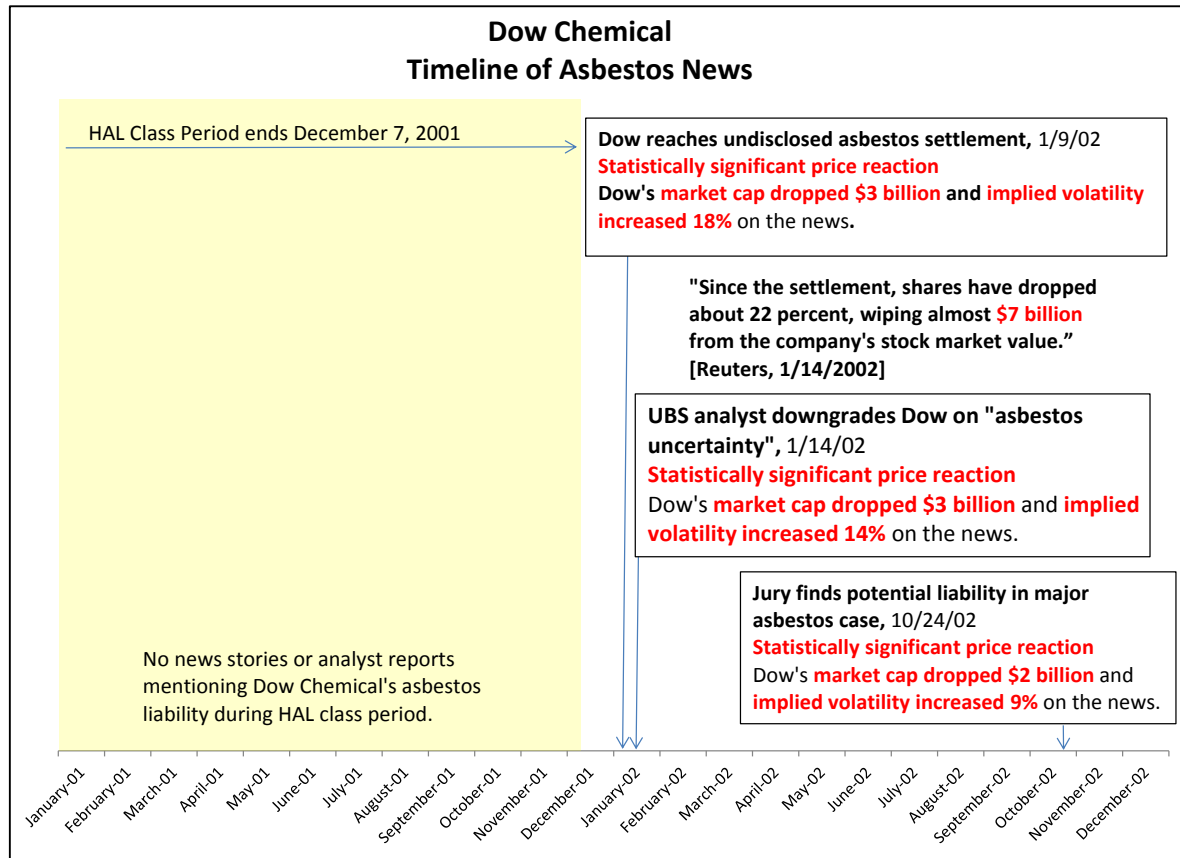 Dow Chemical
Timeline of Asbestos News
HAL Class Period ends December 7, 2001
Dow reaches undisclosed asbestos settlement, 1/9/02
Statistically significant price reaction
Dow's market cap dropped $3 billion and implied volatility
increased 18% on the news.
"Since the settlement, shares have dropped
about 22 percent, wiping almost $7 billion
from the company's stock market value.”
[Reuters, 1/14/2002]
UBS analyst downgrades Dow on "asbestos
uncertainty", 1/14/02
Statistically significant price reaction
Dow's market cap dropped $3 billion and implied
volatility increased 14% on the news.
Jury finds potential liability in major
asbestos case, 10/24/02
Statistically significant price reaction
Dow's market cap dropped $2 billion and
implied volatility increased 9% on the news.
No news stories or analyst reports
mentioning Dow Chemical's asbestos
liability during HAL class period.
January-01
February-01
March-01
April-01
May-01
June-01
July-01
August-01
September-01
October-01
November-01
December-01
January-02
February-02
March-02
April-02
May-02
June-02
July-02
August-02
September-02
October-02
November-02
December-02